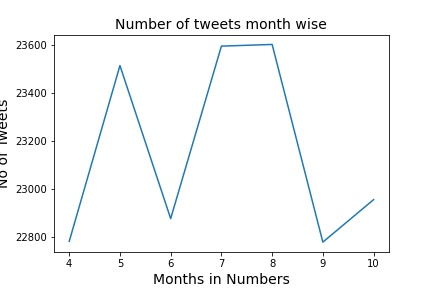 Number of tweets month wise
No of Tweets
23600
23400
23200
23000
22800
4 5 6 7 8 9 10
Months in Numbers